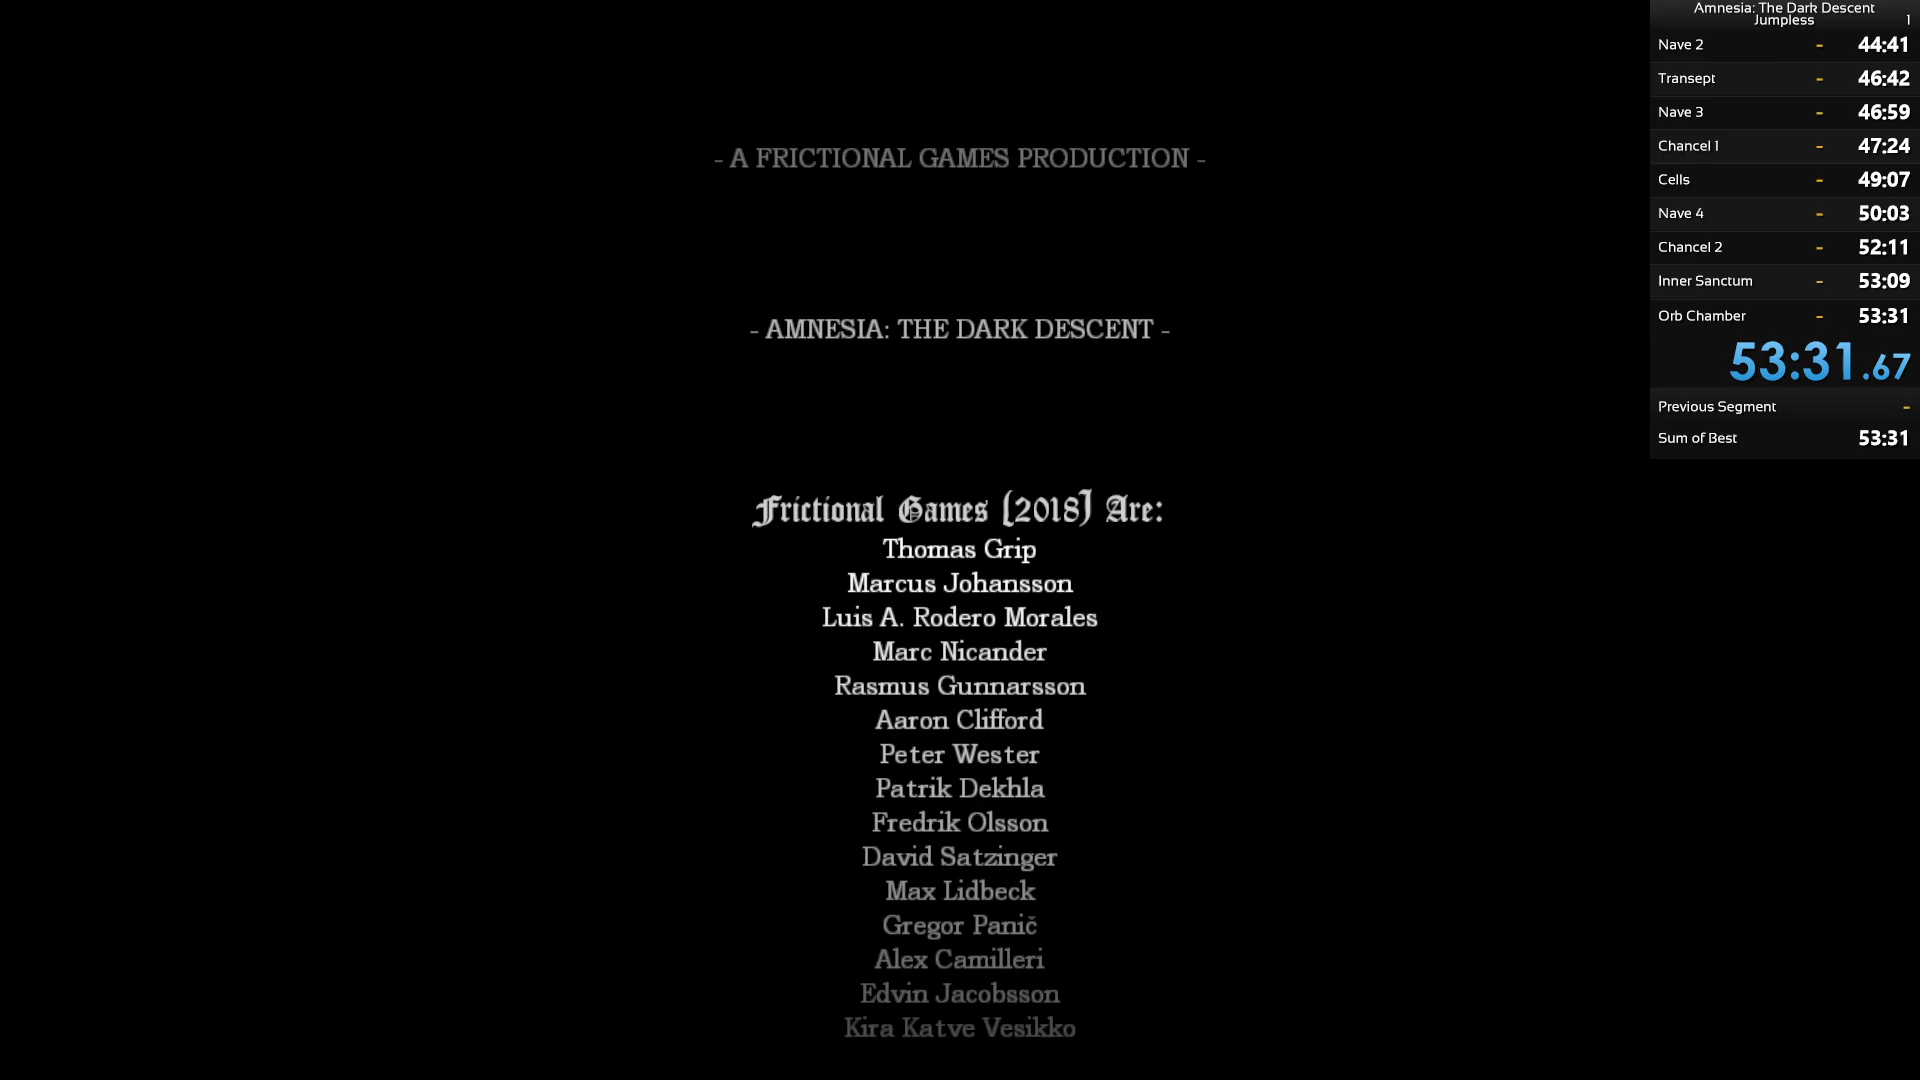 - A FRICTIONAL GAMES PRODUCTION -
- AMNESIA: THE DARK DESCENT -
Frictional Games [2018] Are:
Thomas Grip
Marcus Johansson
Luis A. Rodero Morales
Marc Nicander
Rasmus Gunnarsson
Aaron Clifford
Peter Wester
Patrik Dekhla
Fredrik Olsson
David Satzinger
Max Lidbeck
Gregor Panič
Alex Camilleri
Edvin Jacobsson
Kira Katve Vesikko
Amnesia: The Dark Descent
Jumpless 1
Nave 2 - 44:41
Transept - 46:42
Nave 3 - 46:59
Chancel 1 - 47:24
Cells - 49:07
Nave 4 - 50:03
Chancel 2 - 52:11
Inner Sanctum - 53:09
Orb Chamber - 53:31
53:31.67
Previous Segment -
Sum of Best 53:31